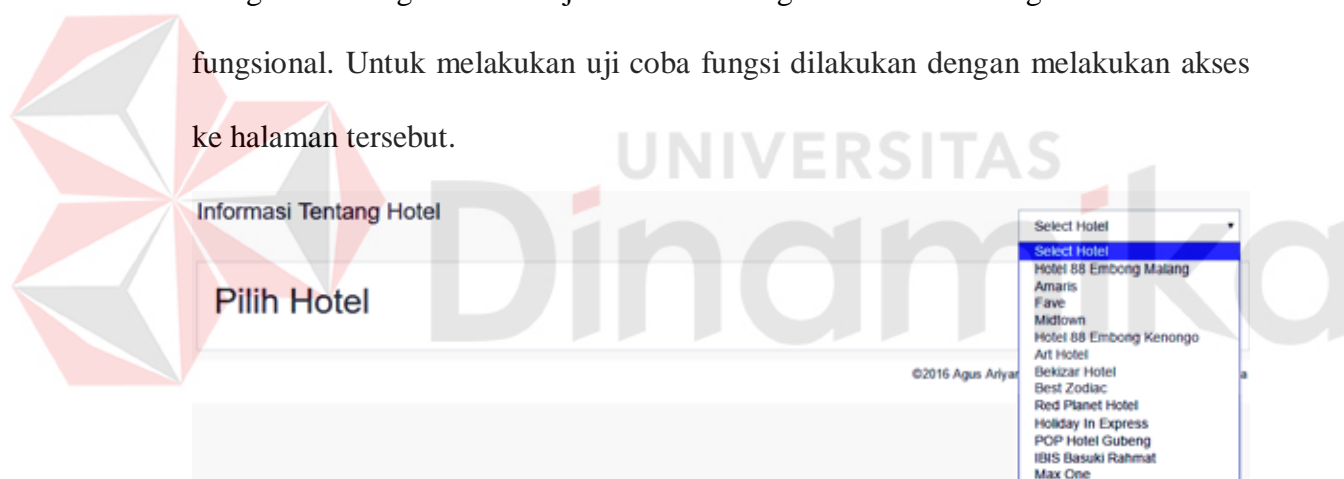 fungsional. Untuk melakukan uji coba fungsi dilakukan dengan melakukan akses
ke halaman tersebut.
UNIVERSITAS
Dinamika
Informasi Tentang Hotel
Select Hotel
Select Hotel
Hotel 88 Embong Malang
Amaris
Fave
Midtown
Hotel 88 Embong Kenongo
Art Hotel
Bekizar Hotel
Best Zodiac
Red Planet Hotel
Holiday In Express
POP Hotel Gubeng
IBIS Basuki Rahmat
Max One
Pilih Hotel
©2016 Agus